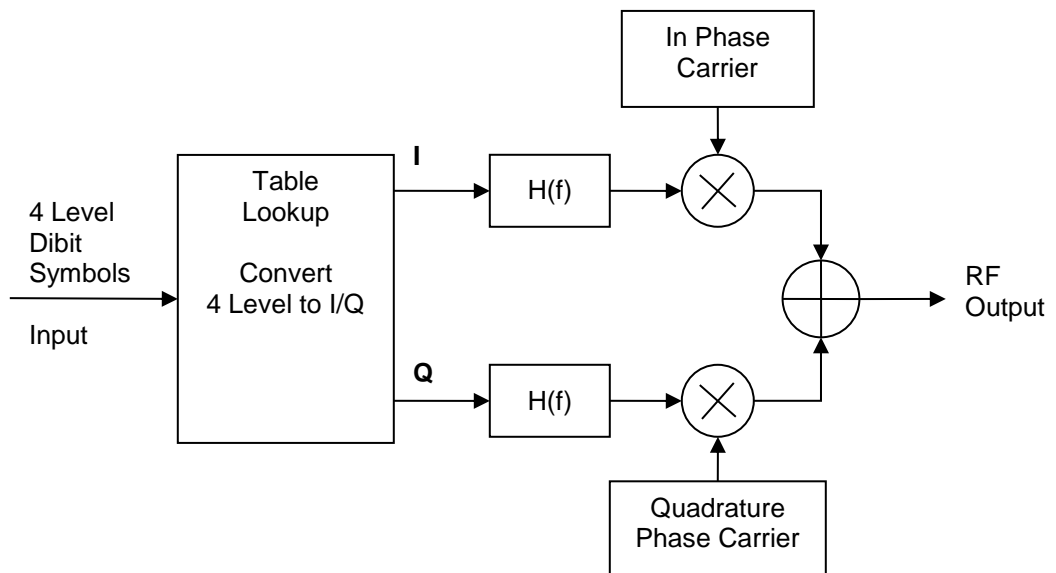 In Phase
Carrier
I
H(f)
Table
Lookup
Convert
4 Level to I/Q
4 Level
Dibit
Symbols
Input
RF
Output
Q
H(f)
Quadrature
Phase Carrier